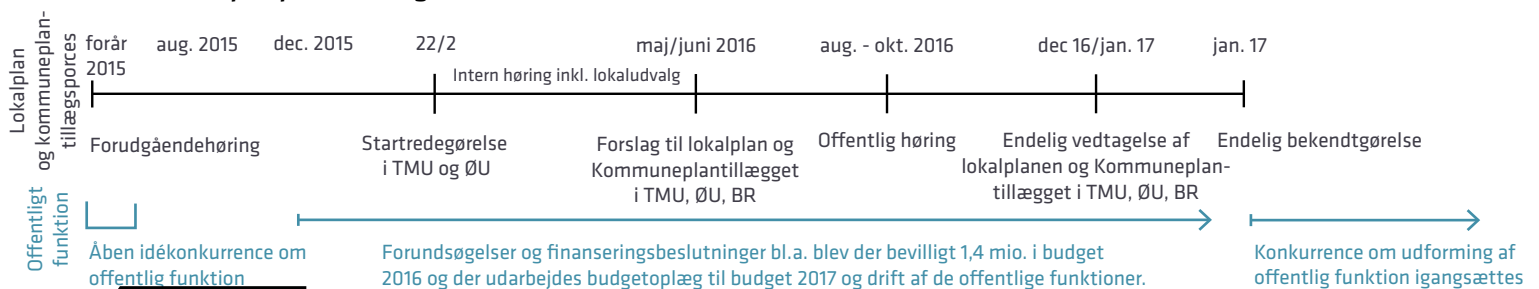 Lokalplan
og kommuneplan-
tillægsporces
forår
2015
aug. 2015
dec. 2015
22/2
maj/juni 2016
aug. - okt. 2016
dec 16/jan. 17
jan. 17
Intern høring inkl. lokaludvalg
Forudgåendehøring
Startredegørelse
i TMU og ØU
Forslag til lokalplan og
Kommuneplantillægget
i TMU, ØU, BR
Offentlig høring
Endelig vedtagelse af
lokalplanen og Kommuneplan-
tillægget i TMU, ØU, BR
Endelig bekendtgørelse
Offentligt
funktion
Åben idékonkurrence om
offentlig funktion
Forundsøgelser og finanseringsbeslutninger bl.a. blev der bevilligt 1,4 mio. i budget
2016 og der udarbejdes budgetoplæg til budget 2017 og drift af de offentlige funktioner.
Konkurrence om udforming af
offentlig funktion igangsættes